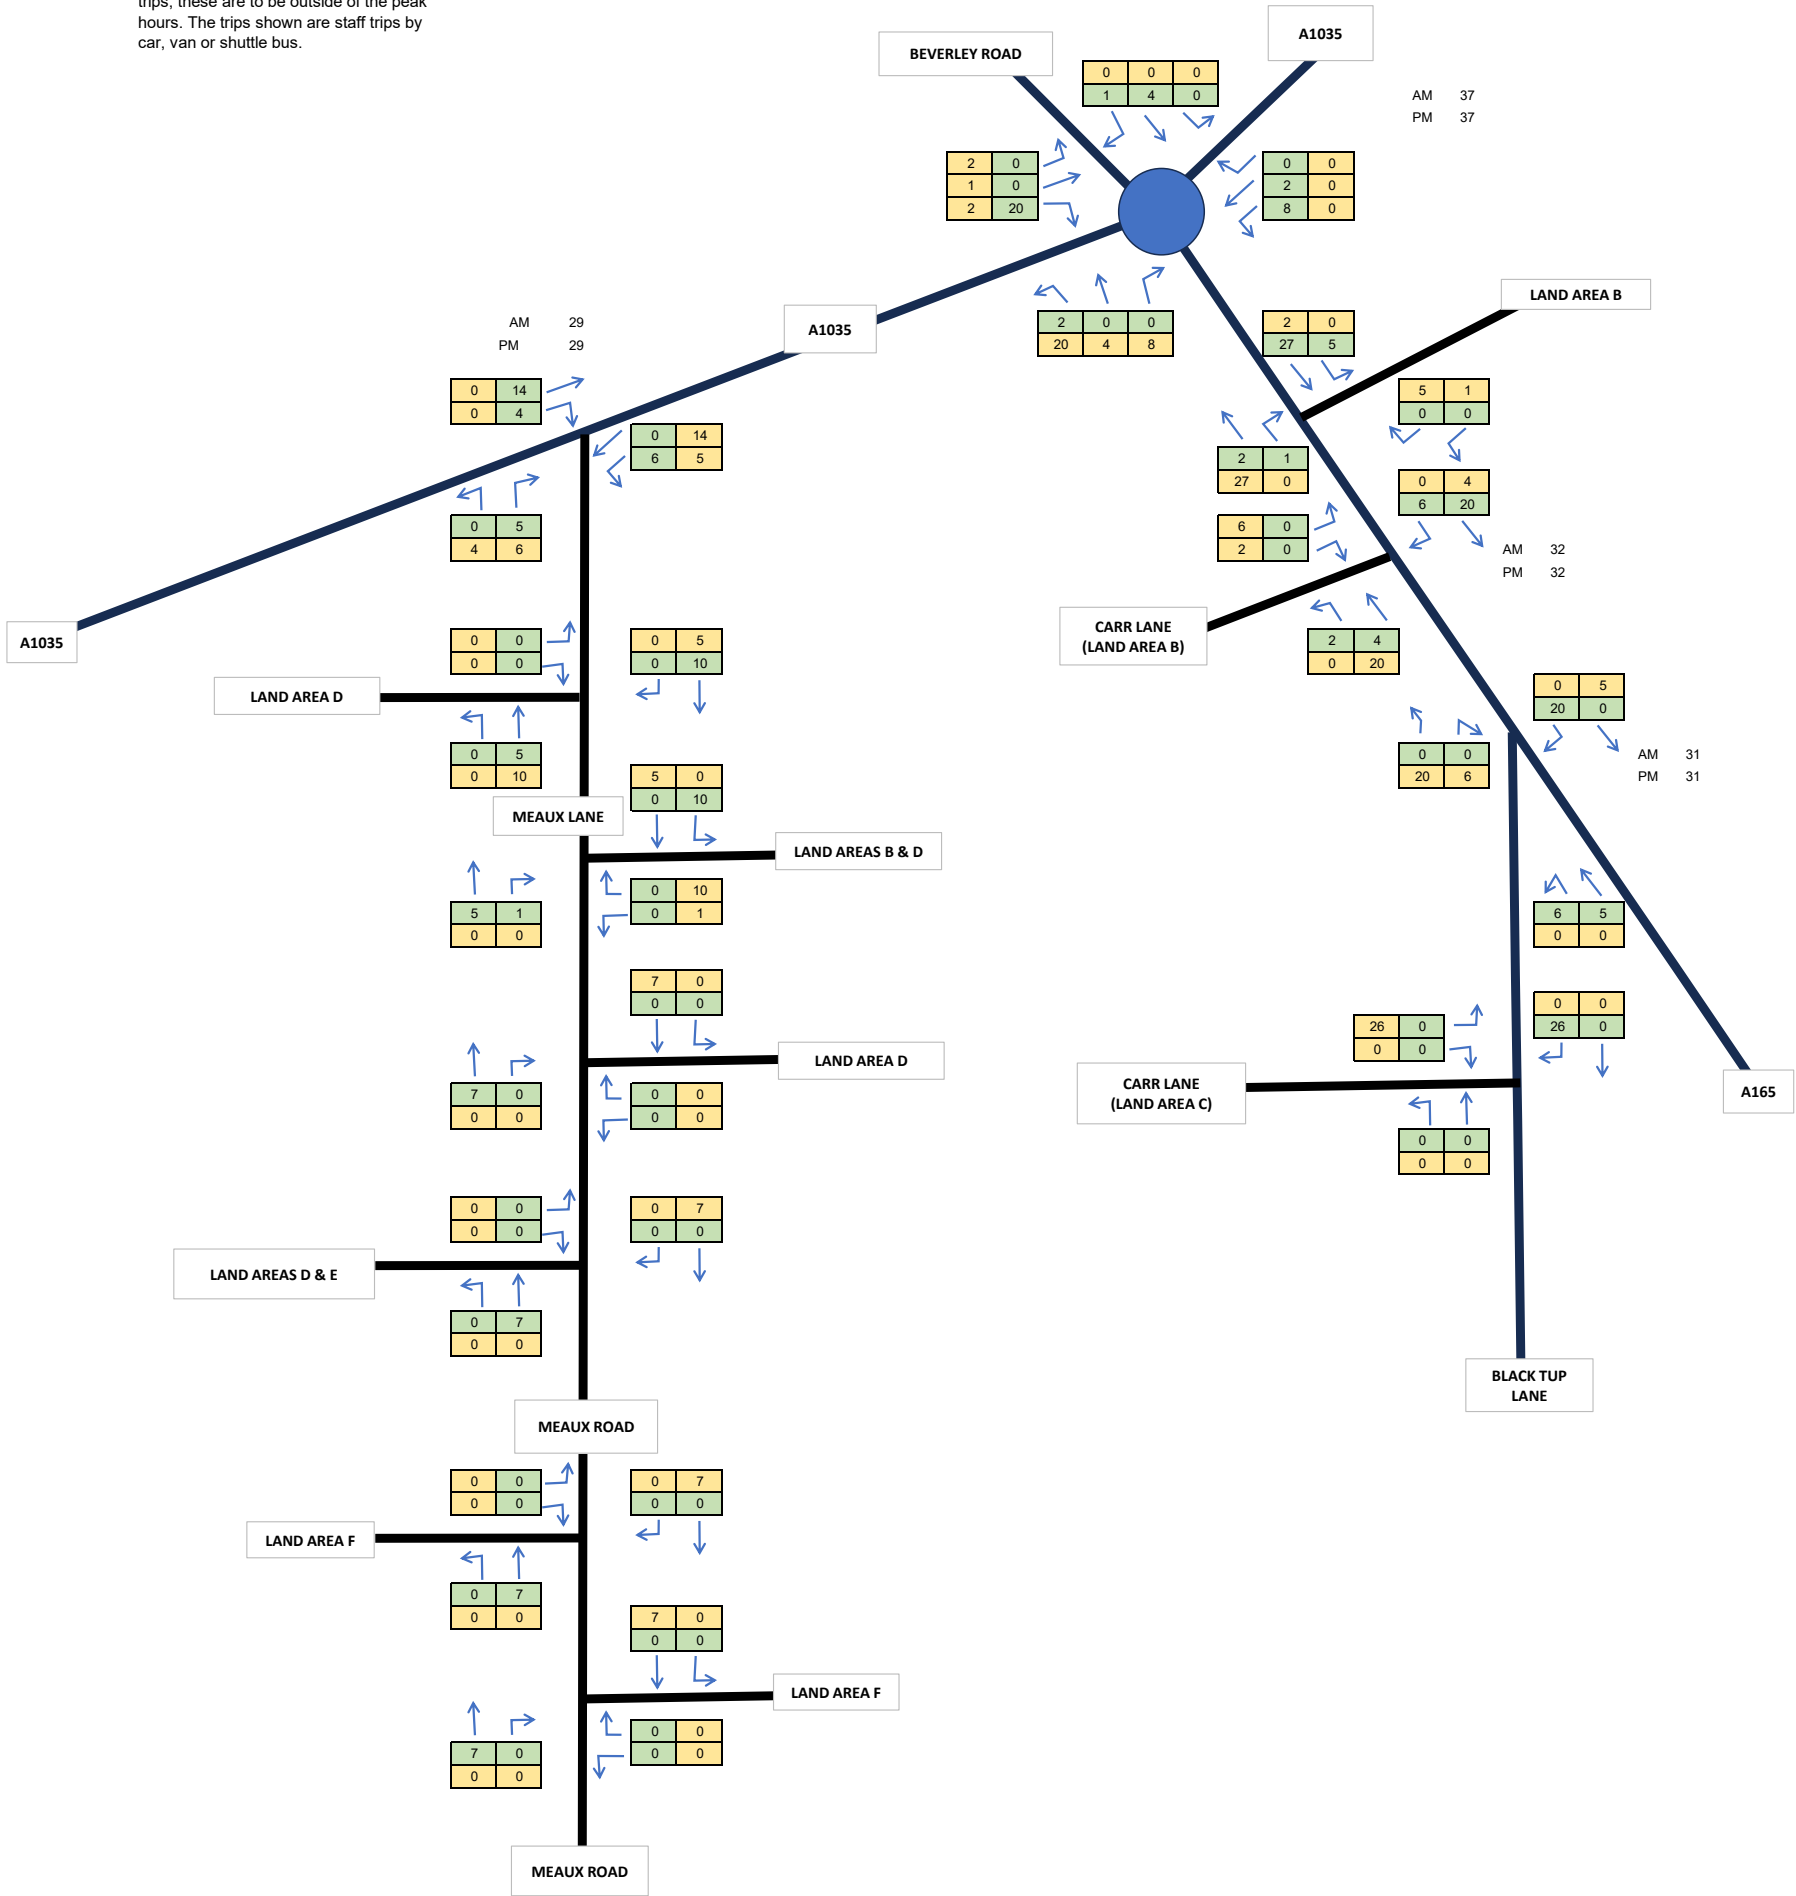 trips, these are to be outside of the peak
hours. The trips shown are staff trips by
car, van or shuttle bus.
BEVERLEY ROAD
A1035
0 0 0
1 4 0
AM 37
PM 37
2 0
1 0
2 20
0 0
2 0
8 0
2 0 0
20 4 8
LAND AREA B
2 0
27 5
A1035
AM 29
PM 29
0 14
0 4
0 14
6 5
5 1
0 0
2 1
27 0
0 4
6 20
0 5
4 6
6 0
2 0
AM 32
PM 32
A1035
CARR LANE
(LAND AREA B)
2 4
0 20
0 0
0 0
0 5
0 10
LAND AREA D
0 5
20 0
0 5
0 10
0 0
20 6
AM 31
PM 31
5 0
0 10
MEAUX LANE
LAND AREAS B & D
0 10
0 1
5 1
0 0
6 5
0 0
7 0
0 0
0 0
26 0
26 0
0 0
LAND AREA D
7 0
0 0
0 0
0 0
CARR LANE
(LAND AREA C)
A165
0 0
0 0
0 0
0 0
0 7
0 0
LAND AREAS D & E
0 7
0 0
BLACK TUP
LANE
MEAUX ROAD
0 0
0 0
0 7
0 0
LAND AREA F
0 7
0 0
7 0
0 0
LAND AREA F
0 0
0 0
7 0
0 0
MEAUX ROAD